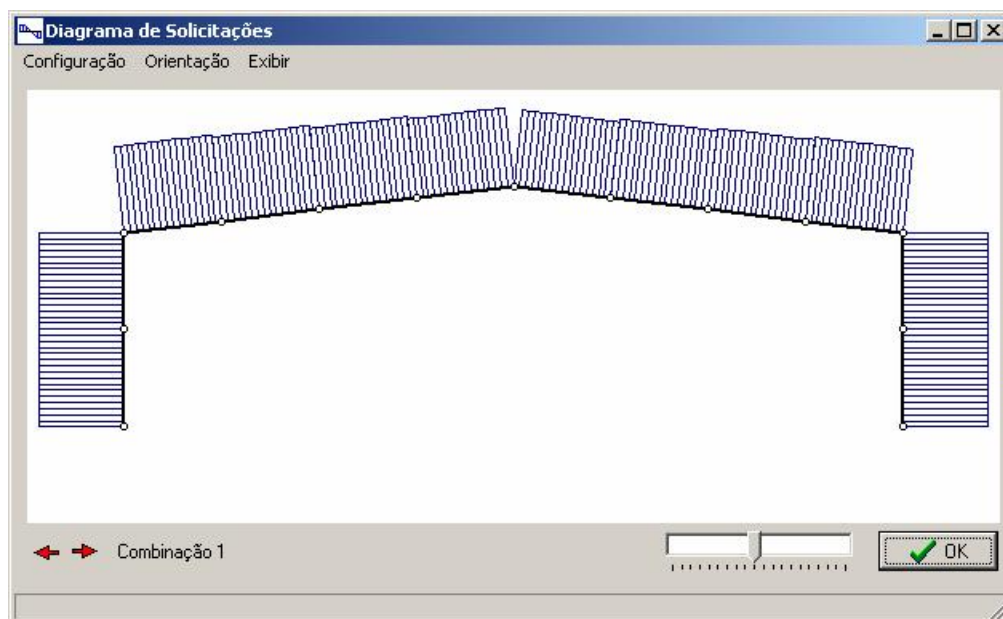 Diagrama de Solicitações
Configuração Orientação Exibir
Combinação 1
OK